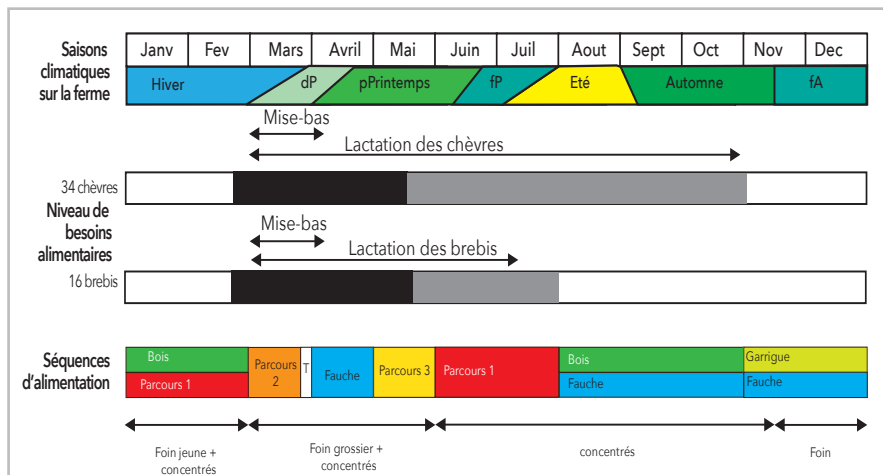 Saisons
climatiques
sur la ferme
Janv Fev Mars Avril Mai Juin Juil Aout Sept Oct Nov Dec
Hiver dP pPrintemps fP Eté Automne fA
Mise-bas
Lactation des chèvres
34 chèvres
Niveau de
besoins
alimentaires
Mise-bas
Lactation des brebis
16 brebis
Séquences
d'alimentation
Bois
Parcours 1
Parcours
2
T
Fauche
Parcours 3
Parcours 1
Bois
Fauche
Garrigue
Fauche
Foin jeune +
concentrés
Foin grossier +
concentrés
concentrés
Foin